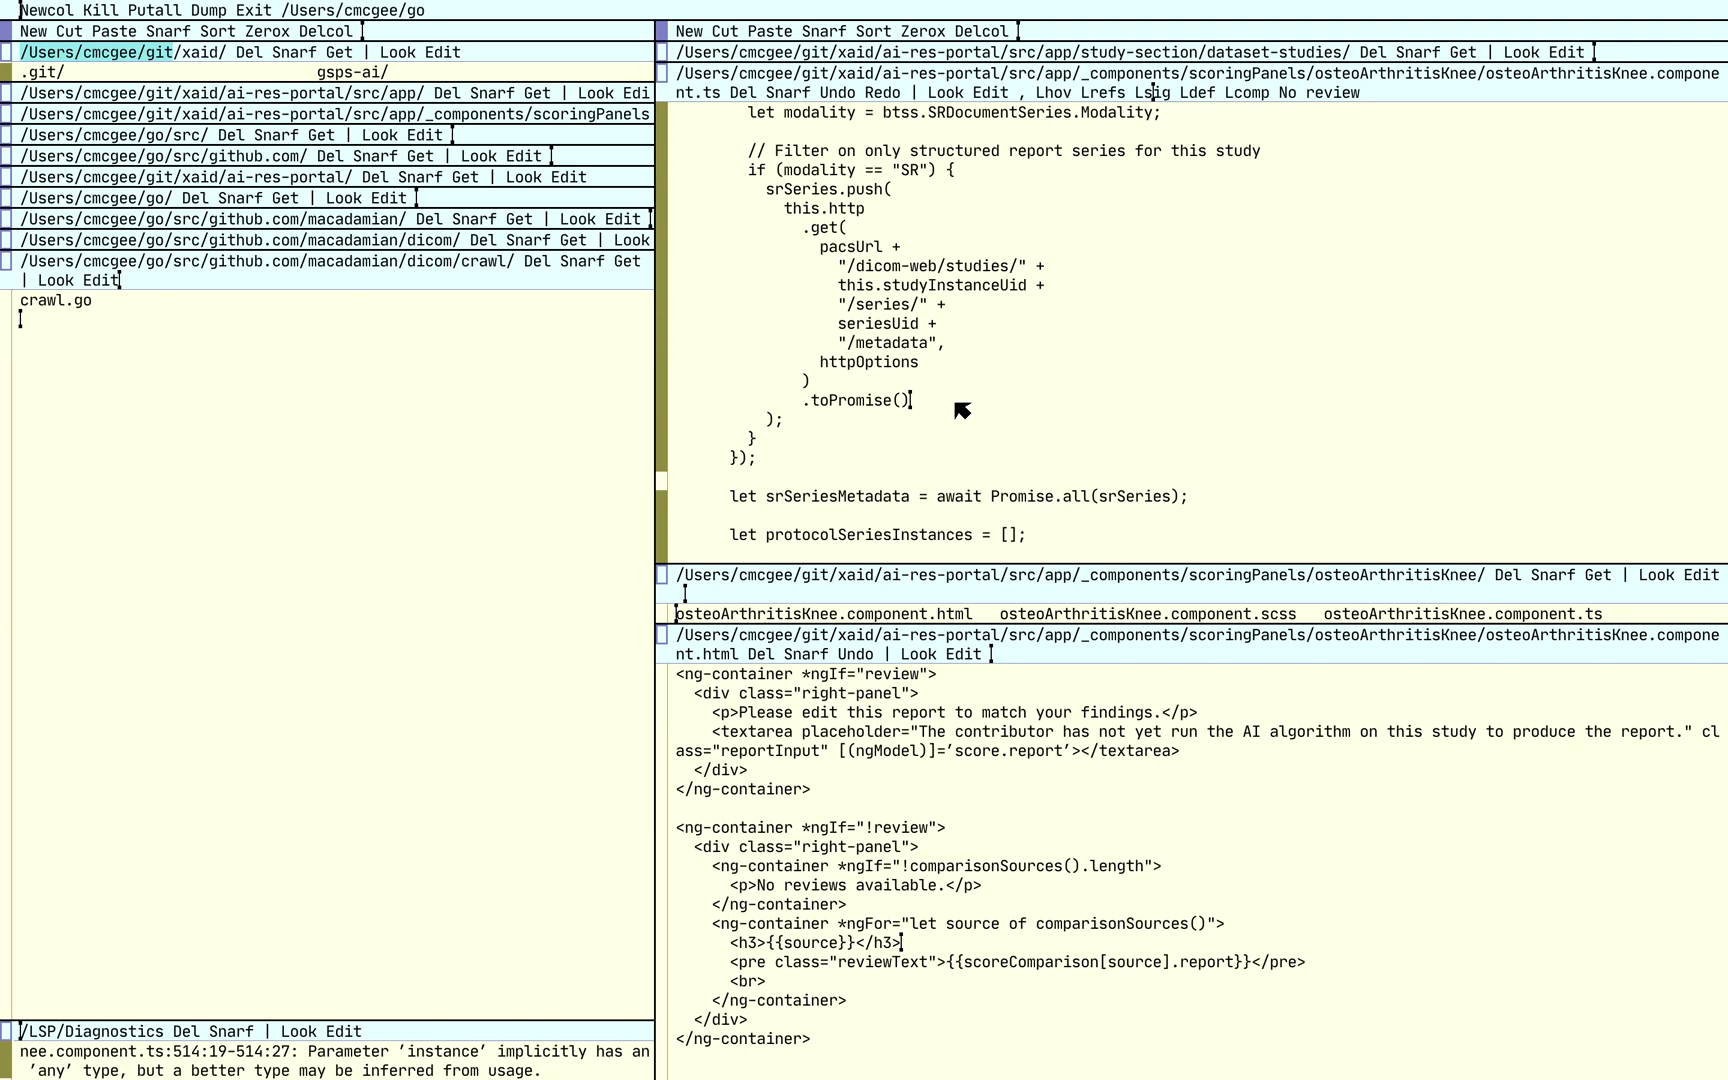 Newcol Kill Putall Dump Exit /Users/cmcgee/go
New Cut Paste Snarf Sort Zerox Delcol
/Users/cmcgee/git/xaid/ Del Snarf Get | Look Edit
.git/ gsps-ai/
/Users/cmcgee/git/xaid/ai-res-portal/src/app/ Del Snarf Get | Look Edi
/Users/cmcgee/git/xaid/ai-res-portal/src/app/_components/scoringPanels
/Users/cmcgee/go/src/ Del Snarf Get | Look Edit
/Users/cmcgee/go/src/github.com/ Del Snarf Get | Look Edit
/Users/cmcgee/git/xaid/ai-res-portal/ Del Snarf Get | Look Edit
/Users/cmcgee/go/ Del Snarf Get | Look Edit
/Users/cmcgee/go/src/github.com/macadamian/ Del Snarf Get | Look Edit
/Users/cmcgee/go/src/github.com/macadamian/dicom/ Del Snarf Get | Look
/Users/cmcgee/go/src/github.com/macadamian/dicom/crawl/ Del Snarf Get
| Look Edit
crawl.go
/LSP/Diagnostics Del Snarf | Look Edit
nee.component.ts:514:19-514:27: Parameter ’instance’ implicitly has an
’any’ type, but a better type may be inferred from usage.
New Cut Paste Snarf Sort Zerox Delcol
/Users/cmcgee/git/xaid/ai-res-portal/src/app/study-section/dataset-studies/ Del Snarf Get | Look Edit
/Users/cmcgee/git/xaid/ai-res-portal/src/app/_components/scoringPanels/osteoArthritisKnee/osteoArthritisKnee.compone
nt.ts Del Snarf Undo Redo | Look Edit , Lhov Lrefs Lsig Ldef Lcomp No review
let modality = btss.SRDocumentSeries.Modality;
// Filter on only structured report series for this study
if (modality == "SR") {
srSeries.push(
this.http
.get(
pacsUrl +
"/dicom-web/studies/" +
this.studyInstanceUid +
"/series/" +
seriesUid +
"/metadata",
httpOptions
)
.toPromise()
);
}
});
let srSeriesMetadata = await Promise.all(srSeries);
let protocolSeriesInstances = [];
/Users/cmcgee/git/xaid/ai-res-portal/src/app/_components/scoringPanels/osteoArthritisKnee/ Del Snarf Get | Look Edit
osteoArthritisKnee.component.html osteoArthritisKnee.component.scss osteoArthritisKnee.component.ts
/Users/cmcgee/git/xaid/ai-res-portal/src/app/_components/scoringPanels/osteoArthritisKnee/osteoArthritisKnee.compone
nt.html Del Snarf Undo | Look Edit
<ng-container *ngIf="review">
<div class="right-panel">
<p>Please edit this report to match your findings.</p>
<textarea placeholder="The contributor has not yet run the AI algorithm on this study to produce the report." cl
ass="reportInput" [(ngModel)]=’score.report’></textarea>
</div>
</ng-container>
<ng-container *ngIf="!review">
<div class="right-panel">
<ng-container *ngIf="!comparisonSources().length">
<p>No reviews available.</p>
</ng-container>
<ng-container *ngFor="let source of comparisonSources()">
<h3>{{source}}</h3>
<pre class="reviewText">{{scoreComparison[source].report}}</pre>
<br>
</ng-container>
</div>
</ng-container>